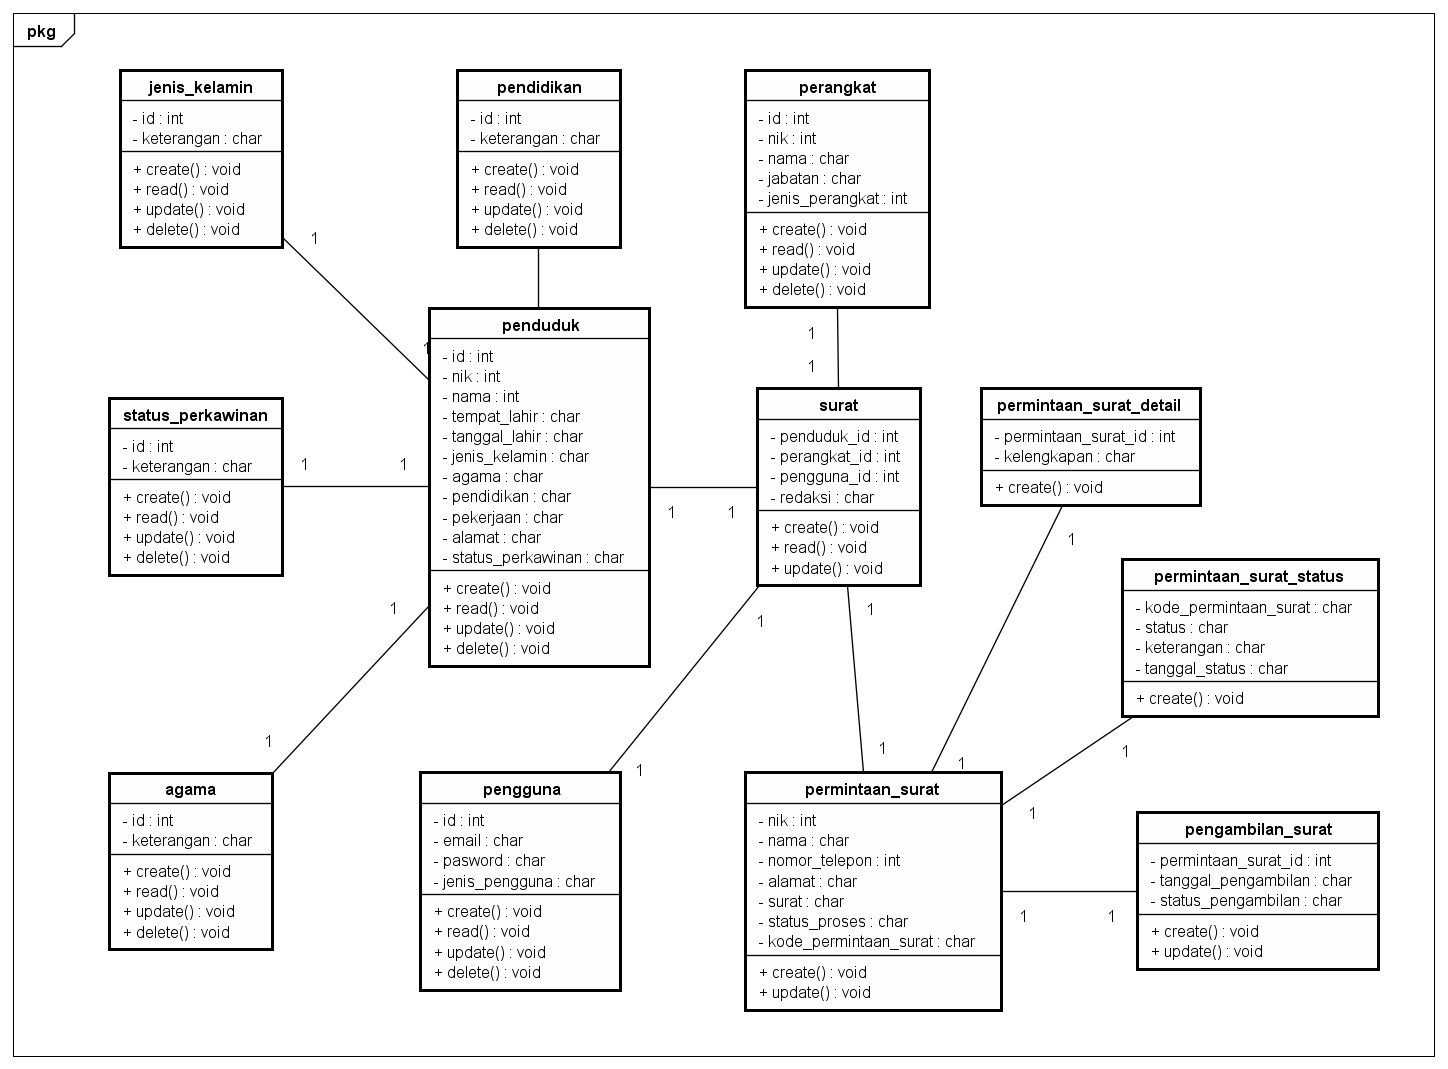 pkg
jenis_kelamin
- id : int
- keterangan : char
+ create() : void
+ read() : void
+ update() : void
+ delete() : void
pendidikan
- id : int
- keterangan : char
+ create() : void
+ read() : void
+ update() : void
+ delete() : void
perangkat
- id : int
- nik : int
- nama : char
- jabatan : char
- jenis_perangkat : int
+ create() : void
+ read() : void
+ update() : void
+ delete() : void
1
1
1
1
penduduk
- id : int
- nik : int
- nama : int
- tempat_lahir : char
- tanggal_lahir : char
- jenis_kelamin : char
- agama : char
- pendidikan : char
- pekerjaan : char
- alamat : char
- status_perkawinan : char
+ create() : void
+ read() : void
+ update() : void
+ delete() : void
status_perkawinan
- id : int
- keterangan : char
+ create() : void
+ read() : void
+ update() : void
+ delete() : void
1
1
surat
- penduduk_id : int
- perangkat_id : int
- pengguna_id : int
- redaksi : char
+ create() : void
+ read() : void
+ update() : void
1
1
permintaan_surat_detail
- permintaan_surat_id : int
- kelengkapan : char
+ create() : void
1
permintaan_surat_status
- kode_permintaan_surat : char
- status : char
- keterangan : char
- tanggal_status : char
+ create() : void
1
1
1
1
1
1
1
1
1
agama
- id : int
- keterangan : char
+ create() : void
+ read() : void
+ update() : void
+ delete() : void
pengguna
- id : int
- email : char
- pasword : char
- jenis_pengguna : char
+ create() : void
+ read() : void
+ update() : void
+ delete() : void
permintaan_surat
- nik : int
- nama : char
- nomor_telepon : int
- alamat : char
- surat : char
- status_proses : char
- kode_permintaan_surat : char
+ create() : void
+ update() : void
1
1
pengambilan_surat
- permintaan_surat_id : int
- tanggal_pengambilan : char
- status_pengambilan : char
+ create() : void
+ update() : void